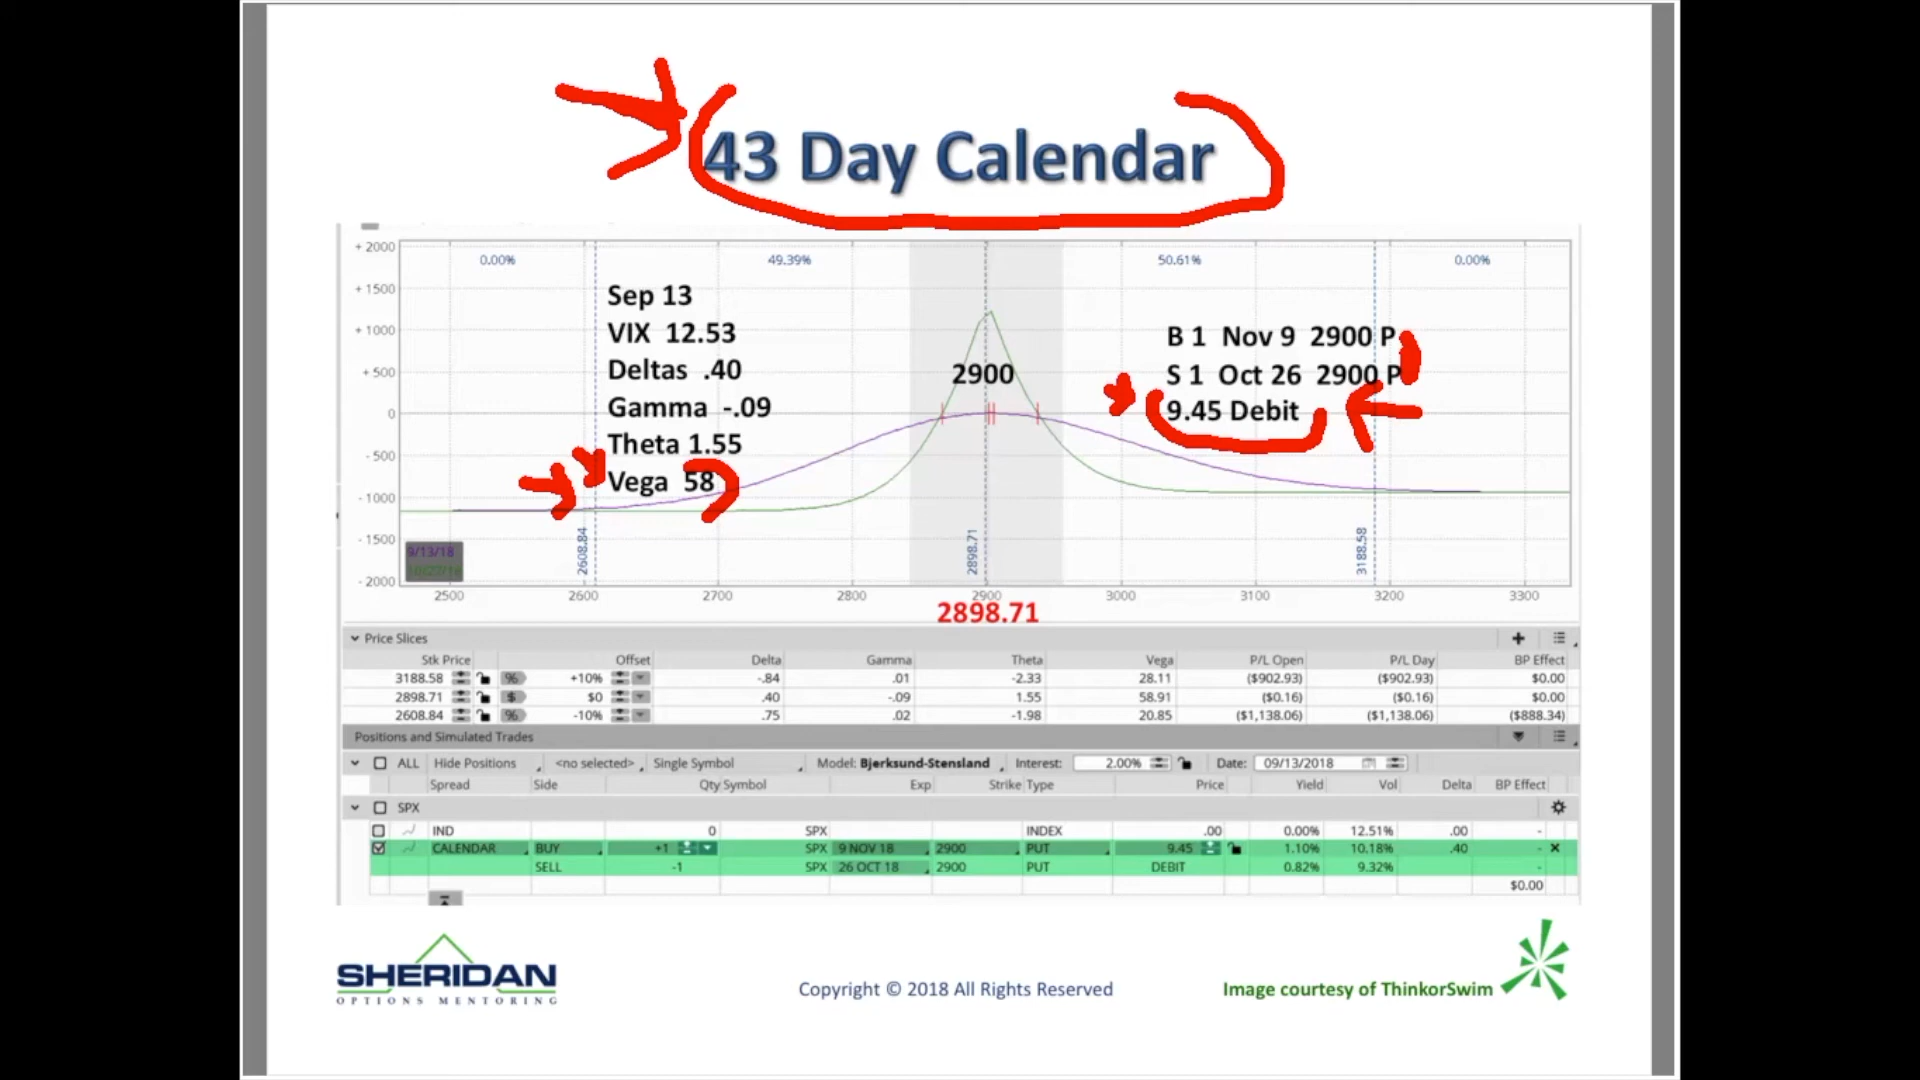 43 Day Calendar
+ 2000
+ 1500
+ 1000
+ 500
0
- 500
- 1000
- 1500
- 2000
0.00%
49.39%
50.61%
0.00%
Sep 13
VIX 12.53
Deltas .40
Gamma -.09
Theta 1.55
Vega 58
2900
B 1 Nov 9 2900 P
S 1 Oct 26 2900 P
9.45 Debit
2608.84
2898.71
3188.58
9/13/18
2500 2600 2700 2800 2900 3000 3100 3200 3300
2898.71
Price Slices
Stk Price Offset Delta Gamma Theta Vega P/L Open P/L Day BP Effect
3188.58 % +10% -.84 .01 -2.33 28.11 ($902.93) ($902.93) $0.00
2898.71 $ $0 .40 -.09 1.55 58.91 ($0.16) ($0.16) $0.00
2608.84 % -10% .75 .02 -1.98 20.85 ($1,138.06) ($1,138.06) ($888.34)
Positions and Simulated Trades
ALL Hide Positions <no selected> Single Symbol Model: Bjerksund-Stensland Interest: 2.00% Date: 09/13/2018
Spread Side Qty Symbol Exp Strike Type Price Yield Vol Delta BP Effect
SPX
IND 0 SPX INDEX .00 0.00% 12.51% .00 -
CALENDAR BUY +1 SPX 9 NOV 18 2900 PUT 9.45 1.10% 10.18% .40 -
SELL -1 SPX 26 OCT 18 2900 PUT DEBIT 0.82% 9.32% -
$0.00
SHERIDAN
OPTIONS MENTORING
Copyright © 2018 All Rights Reserved
Image courtesy of ThinkorSwim